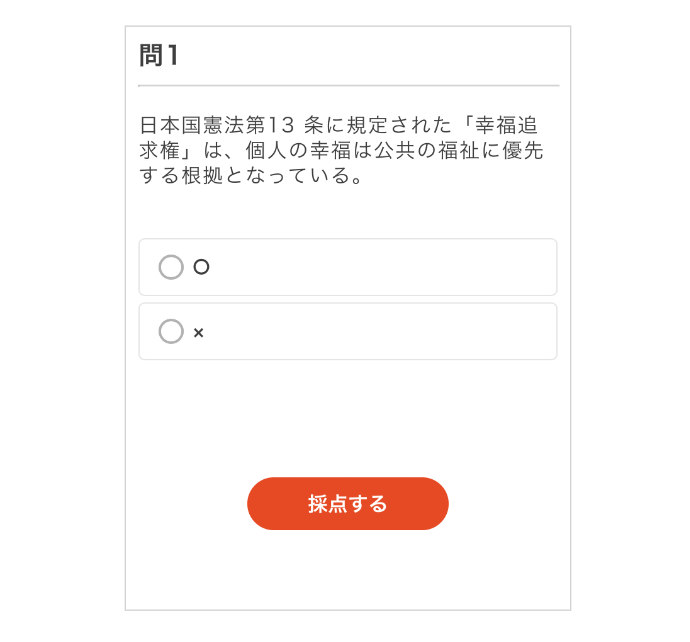 問1
日本国憲法第13 条に規定された「幸福追
求権」は、個人の幸福は公共の福祉に優先
する根拠となっている。
○
×
採点する